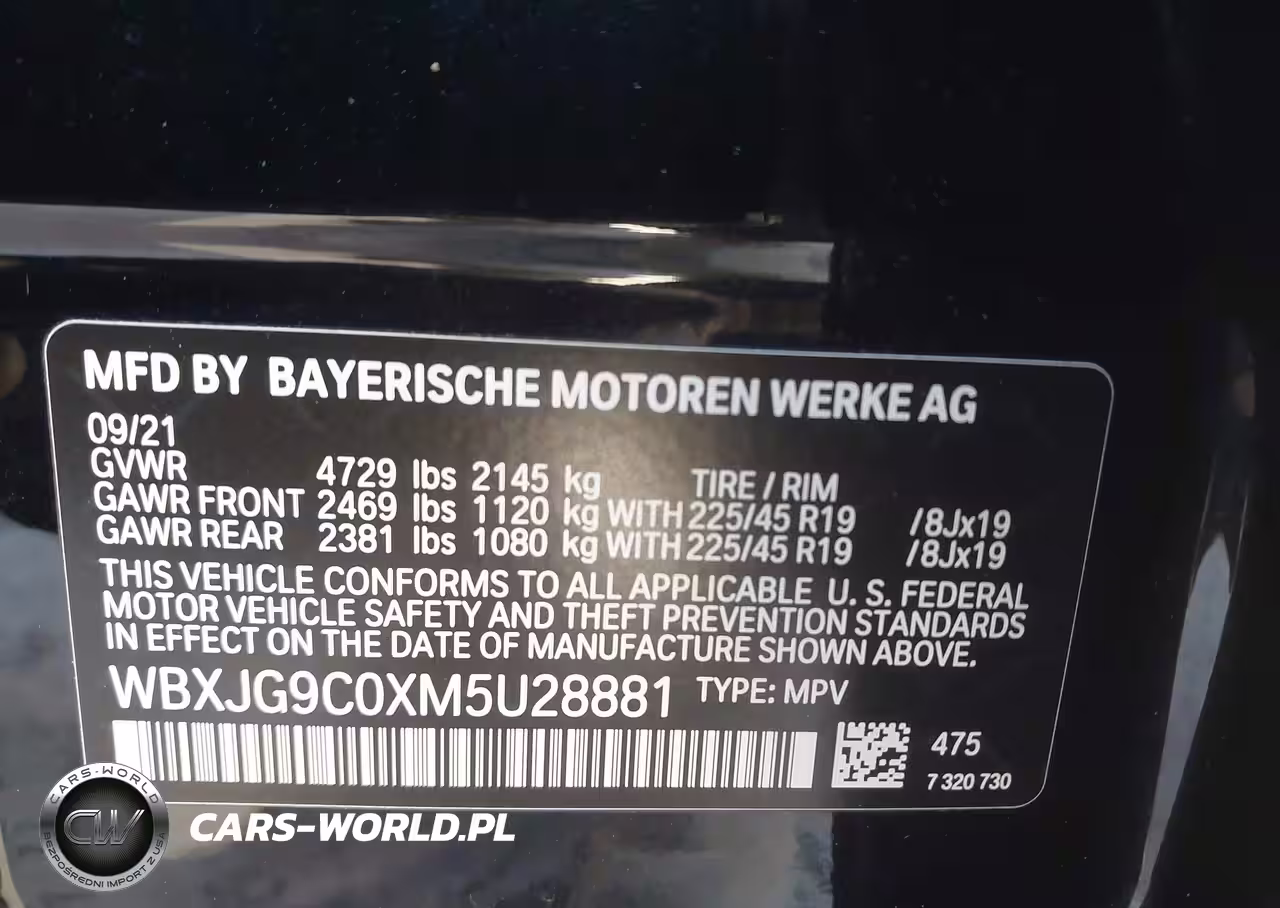 MFD BY BAYERISCHE MOTOREN WERKE AG
09/21
GVWR 4729 lbs 2145 kg TIRE / RIM
GAWR FRONT 2469 lbs 1120 kg WITH 225/45 R19 /8Jx19
GAWR REAR 2381 lbs 1080 kg WITH 225/45 R19 /8Jx19
THIS VEHICLE CONFORMS TO ALL APPLICABLE U. S. FEDERAL
MOTOR VEHICLE SAFETY AND THEFT PREVENTION STANDARDS
IN EFFECT ON THE DATE OF MANUFACTURE SHOWN ABOVE.
WBXJG9C0XM5U28881 TYPE: MPV
475
7 320 730
CARS-WORLD
CW
BEZPOŚREDNI IMPORT Z USA
CARS-WORLD.PL